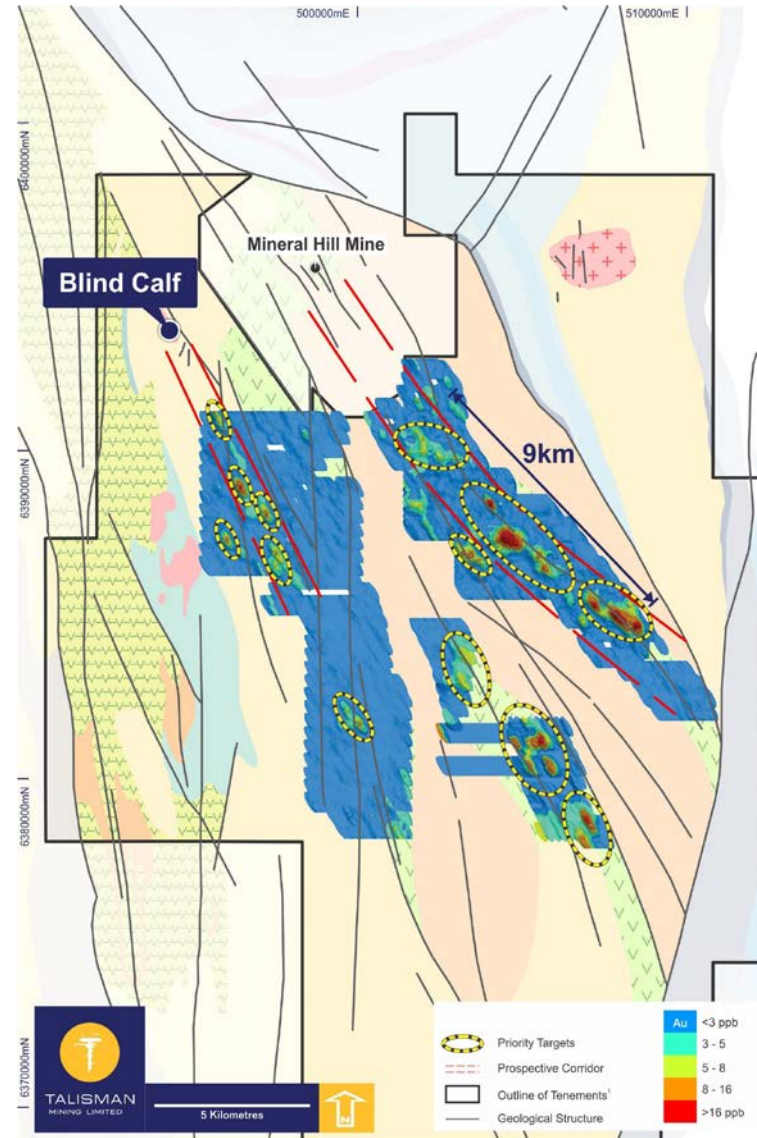 500000mE
510000mE
6400000mN
Mineral Hill Mine
Blind Calf
9km
6390000mN
6380000mN
6370000mN
TALISMAN
MINING LIMITED
5 Kilometres
N
Priority Targets
Prospective Corridor
Outline of Tenements¹
Geological Structure
Au <3 ppb
3 - 5
5 - 8
8 - 16
>16 ppb